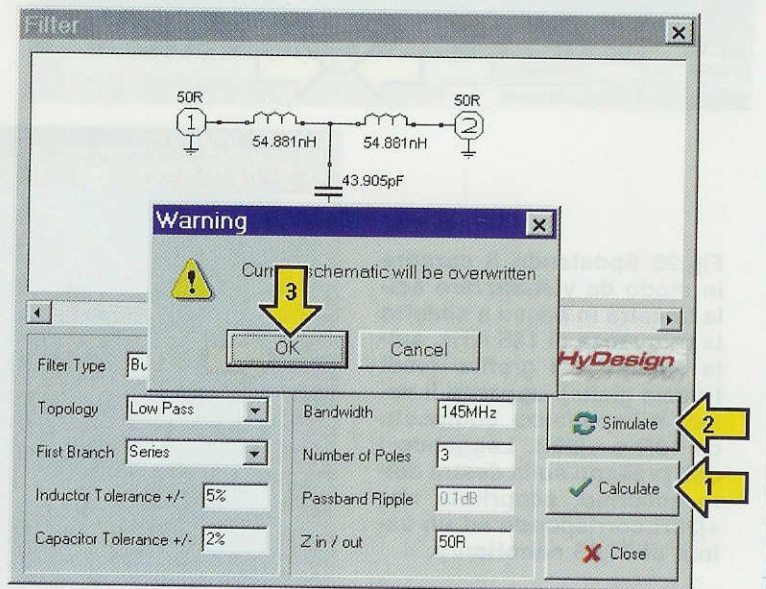 Filter
50R
1
54.881nH
54.881nH
50R
2
43.905pF
Warning
schematic will be overwritten
3
OK
Cancel
HyDesign
Filter Type
Topology Low Pass
First Branch Series
Inductor Tolerance +/- 5%
Capacitor Tolerance +/- 2%
Bandwidth 145MHz
Number of Poles 3
Passband Ripple 0.1dB
Z in / out 50R
Simulate
2
Calculate
1
Close